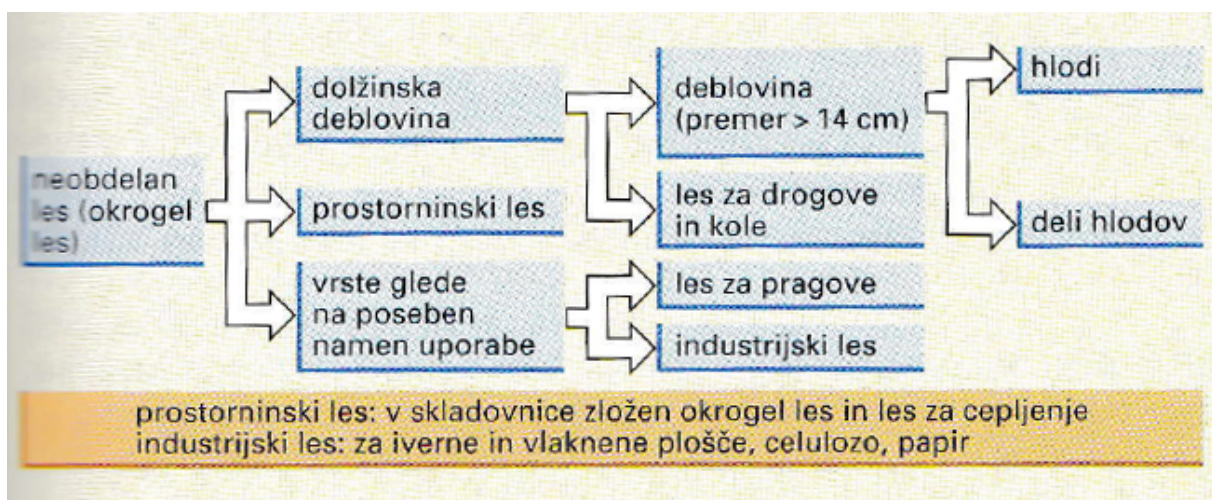 neobdelan
les (okrogel
les)
dolžinska
deblovina
prostorninski les
vrste glede
na poseben
namen uporabe
deblovina
(premer > 14 cm)
les za drogove
in kole
les za pragove
industrijski les
hlodi
deli hlodov
prostorninski les: v skladovnice zložen okrogel les in les za cepljenje
industrijski les: za iverne in vlaknene plošče, celulozo, papir